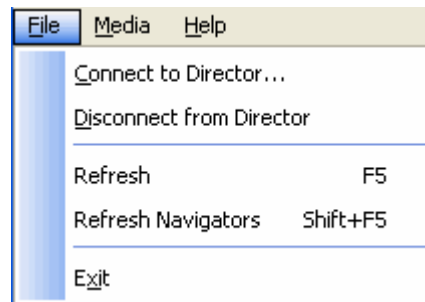 File Media Help
Connect to Director...
Disconnect from Director
Refresh F5
Refresh Navigators Shift+F5
Exit